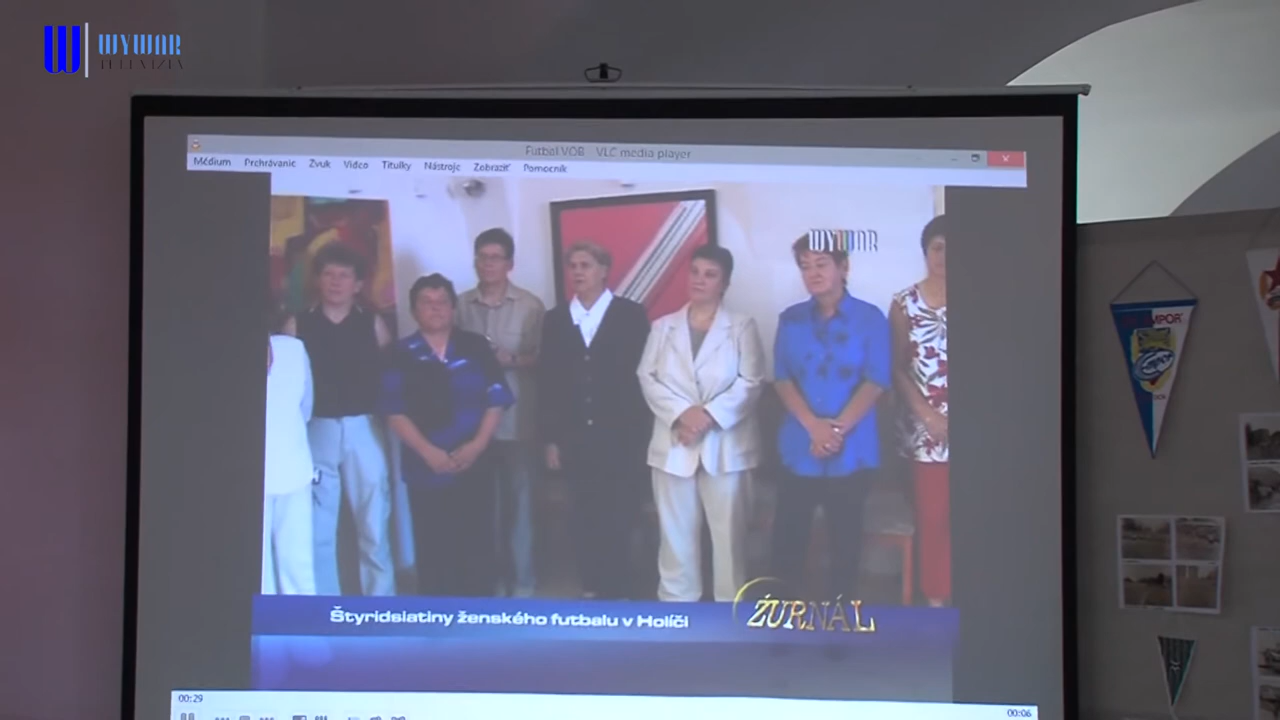 WYWAR
TELEVÍZIA
Futbal.VOB - VLC media player
Médium Prehrávanie Zvuk Video Titulky Nástroje Zobraziť Pomocník
WYWAR
Štyridsiatiny ženského futbalu v Holíči
ŽURNÁL
00:29
00:06